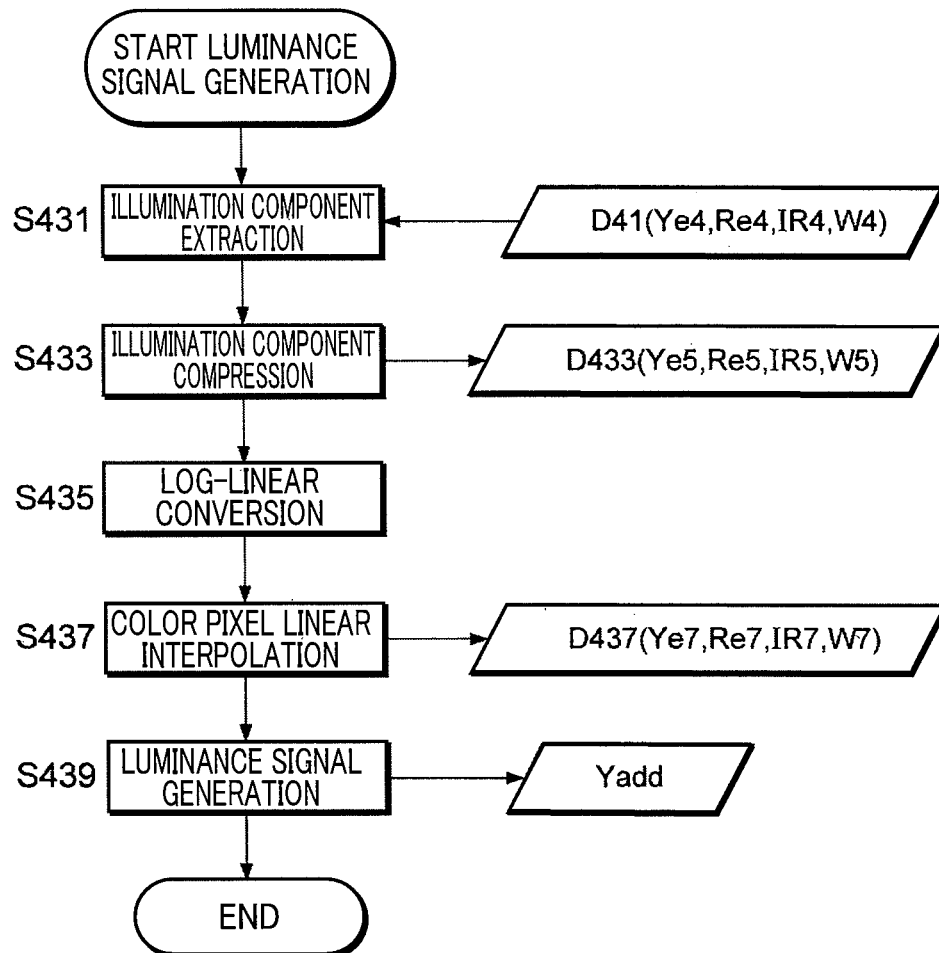 START LUMINANCE
SIGNAL GENERATION
S431
ILLUMINATION COMPONENT
EXTRACTION
D41(Ye4,Re4,IR4,W4)
S433
ILLUMINATION COMPONENT
COMPRESSION
D433(Ye5,Re5,IR5,W5)
S435
LOG-LINEAR
CONVERSION
S437
COLOR PIXEL LINEAR
INTERPOLATION
D437(Ye7,Re7,IR7,W7)
S439
LUMINANCE SIGNAL
GENERATION
Yadd
END